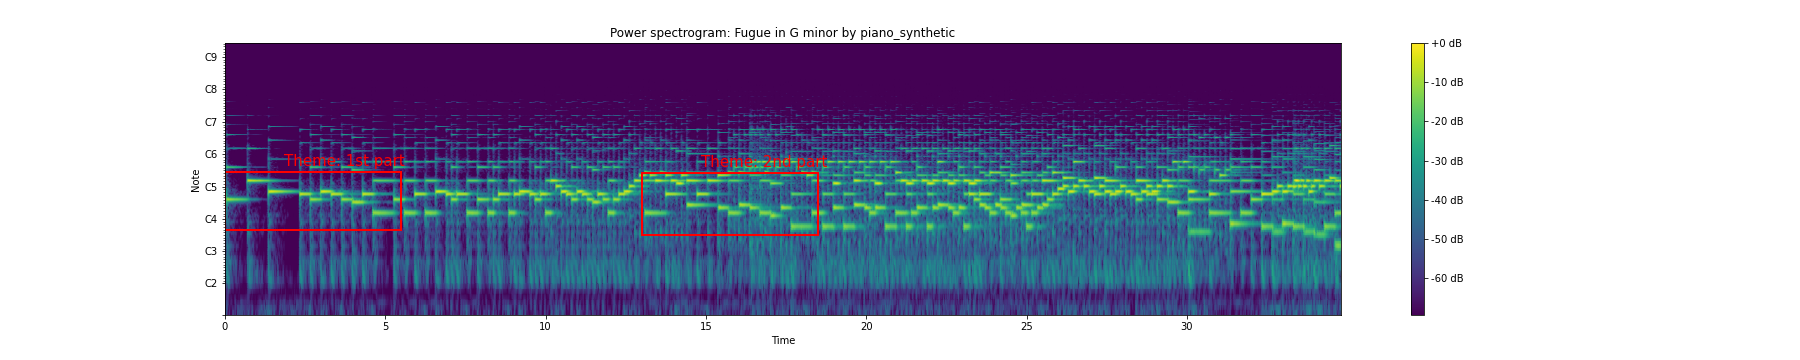 Power spectrogram: Fugue in G minor by piano_synthetic
C9
C8
C7
C6
C5
C4
C3
C2
Note
Theme: 1st part
Theme: 2nd part
0
5
10
15
20
25
30
Time
+0 dB
-10 dB
-20 dB
-30 dB
-40 dB
-50 dB
-60 dB